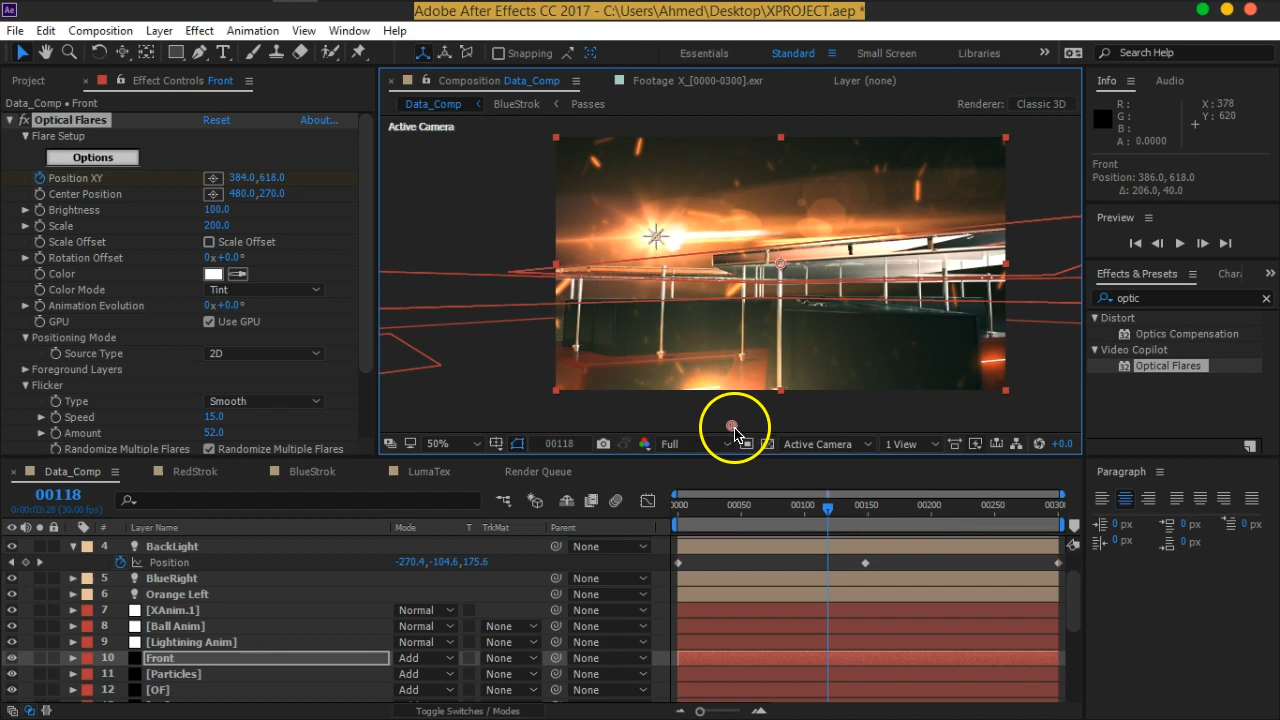 Ae
Adobe After Effects CC 2017 - C:\Users\Ahmed\Desktop\XPROJECT.aep *
File Edit Composition Layer Effect Animation View Window Help
Snapping Essentials Standard Small Screen Libraries Search Help
Project Effect Controls Front Composition Data_Comp Footage X_[0000-0300].exr Layer (none) Info Audio
Data_Comp • Front
Data_Comp BlueStrok Passes Renderer: Classic 3D
R:
G:
B:
A: 0.0000
X: 378
Y: 620
fx Optical Flares Reset About...
Active Camera
Flare Setup
Options
Position XY 384.0,618.0
Center Position 480.0,270.0
Brightness 100.0
Scale 200.0
Scale Offset Scale Offset
Rotation Offset 0x+0.0°
Color
Color Mode Tint
Animation Evolution 0x+0.0°
GPU Use GPU
Positioning Mode
Source Type 2D
Foreground Layers
Flicker
Type Smooth
Speed 15.0
Amount 52.0
Randomize Multiple Flares Randomize Multiple Flares
Front
Position: 386.0, 618.0
Δ: 206.0, 40.0
Preview
Effects & Presets Chara
optic
Distort
Optics Compensation
Video Copilot
Optical Flares
50% 00118 Full Active Camera 1 View +0.0
Data_Comp RedStrok BlueStrok LumaTex Render Queue
Paragraph
00118
0:00:03:28 (30.00 fps)
0000 00050 00100 00150 00200 00250 00300
# Layer Name Mode T TrkMat Parent
4 BackLight None
Position -270.4,-104.6,175.6
5 BlueRight None
6 Orange Left None
7 [XAnim.1] Normal None
8 [Ball Anim] Normal None None
9 [Lightining Anim] Normal None None
10 Front Add None None
11 [Particles] Add None None
12 [OF] Add None None
Toggle Switches / Modes
0 px 0 px 0 px
0 px 0 px